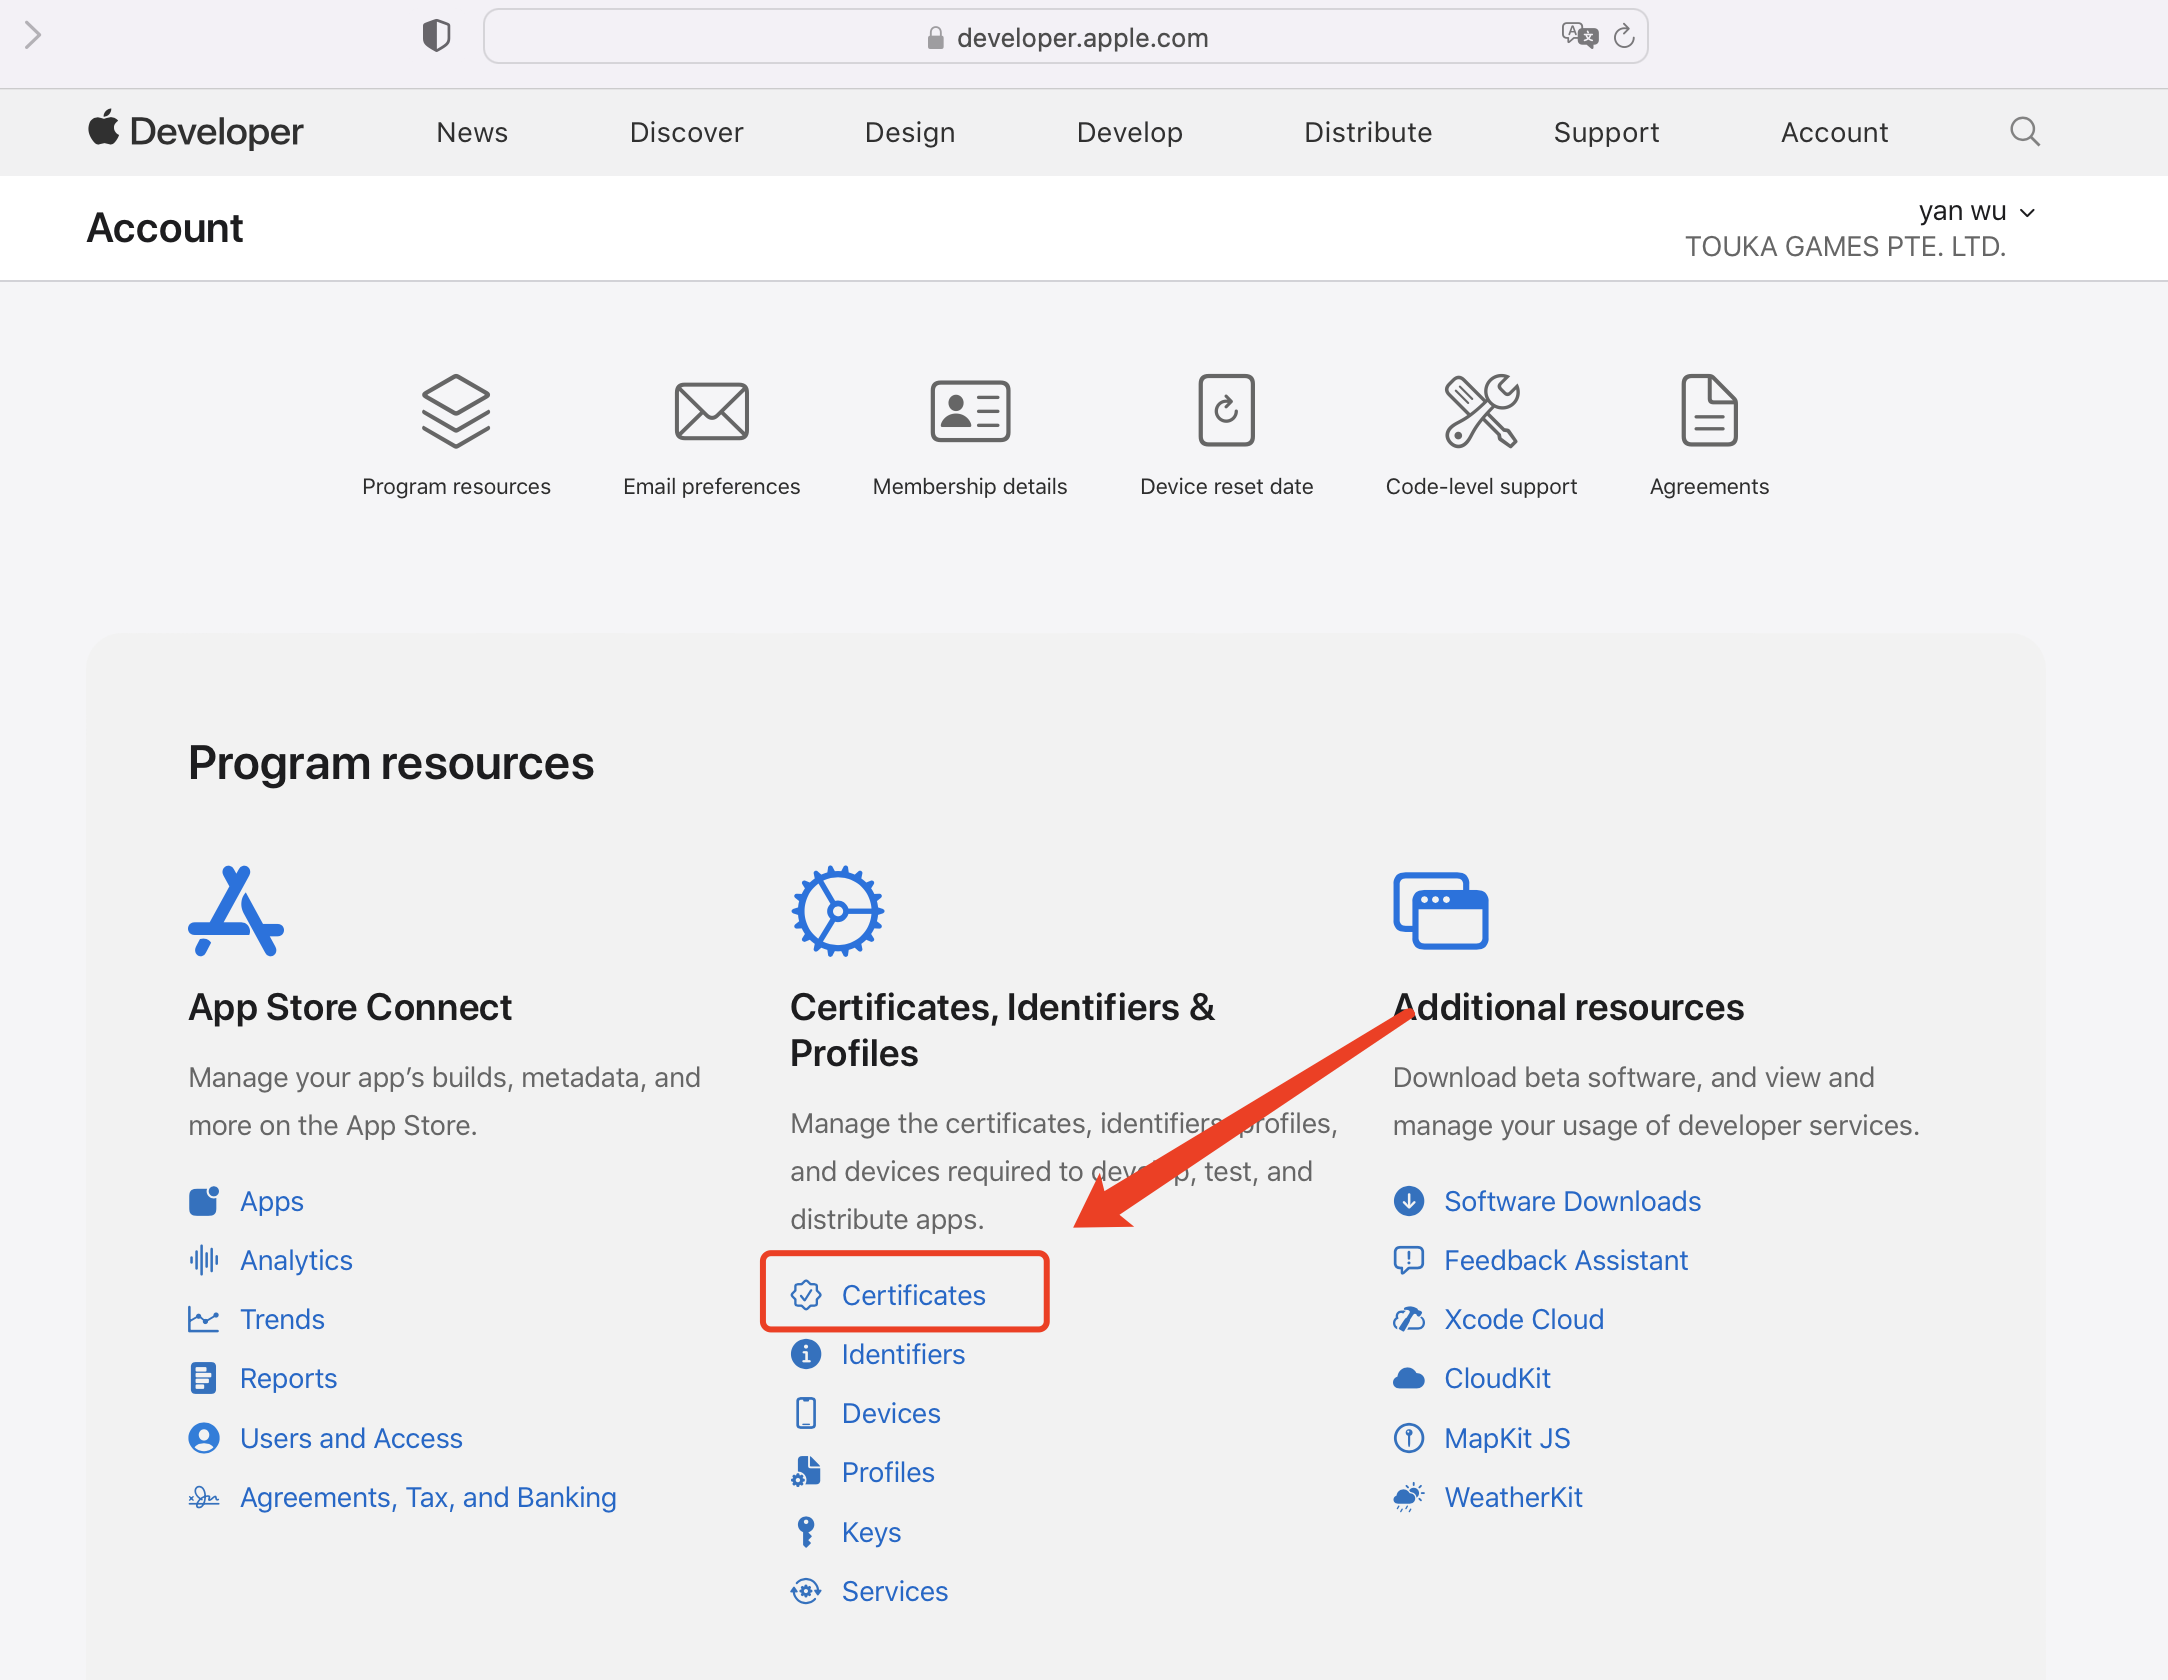 developer.apple.com
Developer
News
Discover
Design
Develop
Distribute
Support
Account
Account
yan wu
TOUKA GAMES PTE. LTD.
Program resources
Email preferences
Membership details
Device reset date
Code-level support
Agreements
Program resources
App Store Connect
Manage your app’s builds, metadata, and
more on the App Store.
Apps
Analytics
Trends
Reports
Users and Access
Agreements, Tax, and Banking
Certificates, Identifiers &
Profiles
Manage the certificates, identifiers, profiles,
and devices required to develop, test, and
distribute apps.
Certificates
Identifiers
Devices
Profiles
Keys
Services
Additional resources
Download beta software, and view and
manage your usage of developer services.
Software Downloads
Feedback Assistant
Xcode Cloud
CloudKit
MapKit JS
WeatherKit